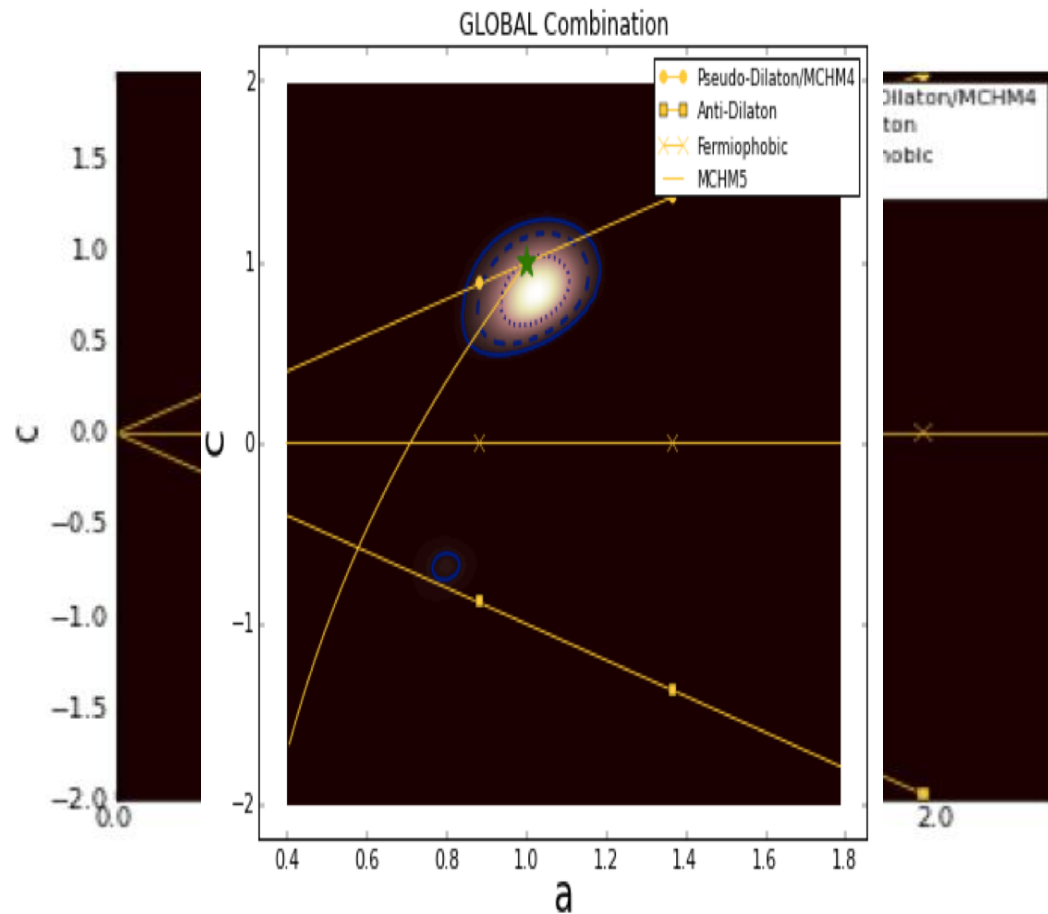 GLOBAL Combination
2
1
0
−1
−2
c
Pseudo-Dilaton/MCHM4
Anti-Dilaton
Fermiophobic
MCHM5
0.4 0.6 0.8 1.0 1.2 1.4 1.6 1.8
a
1.5
1.0
0.5
0.0
−0.5
−1.0
−1.5
−2.0
c
0.0
Dilaton/MCHM4
ton
hobic
2.0